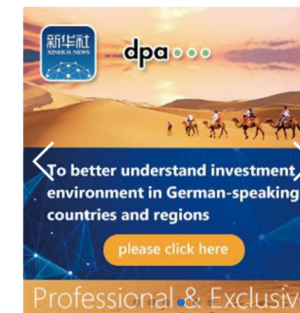 新华社
XINHUA NEWS
dpa
To better understand investment
environment in German-speaking
countries and regions
please click here
Professional & Exclusiv